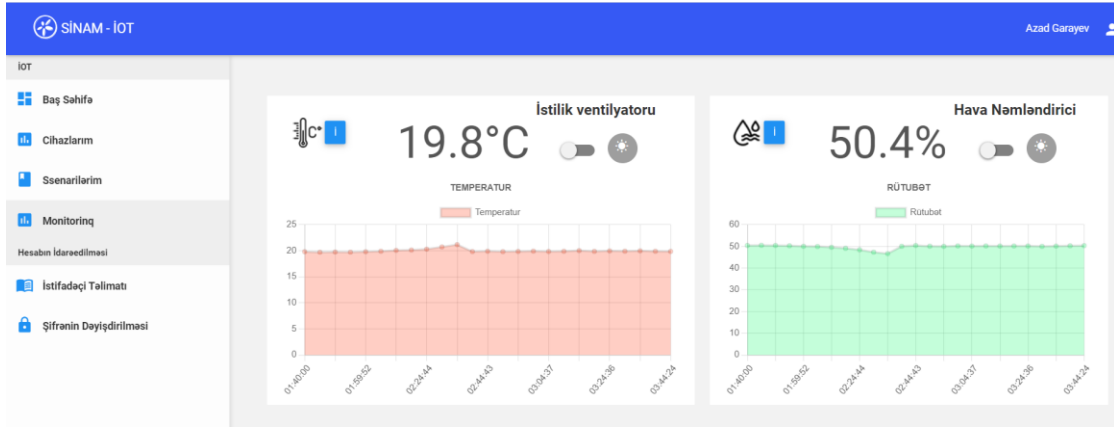 SİNAM - İOT
Azad Garayev
İOT
Baş Səhifə
Cihazlarım
Ssenarilərim
Monitorinq
Hesabın İdarəedilməsi
İstifadəçi Təlimatı
Şifrənin Dəyişdirilməsi
İstilik ventilyatoru
C°
i
19.8°C
TEMPERATUR
Temperatur
25
20
15
10
5
0
01:40:00
01:59:52
02:24:44
02:44:43
03:04:37
03:24:36
03:44:24
Hava Nəmləndirici
i
50.4%
RÜTUBƏT
Rütubət
60
50
40
30
20
10
0
01:40:00
01:59:52
02:24:44
02:44:43
03:04:37
03:24:36
03:44:24